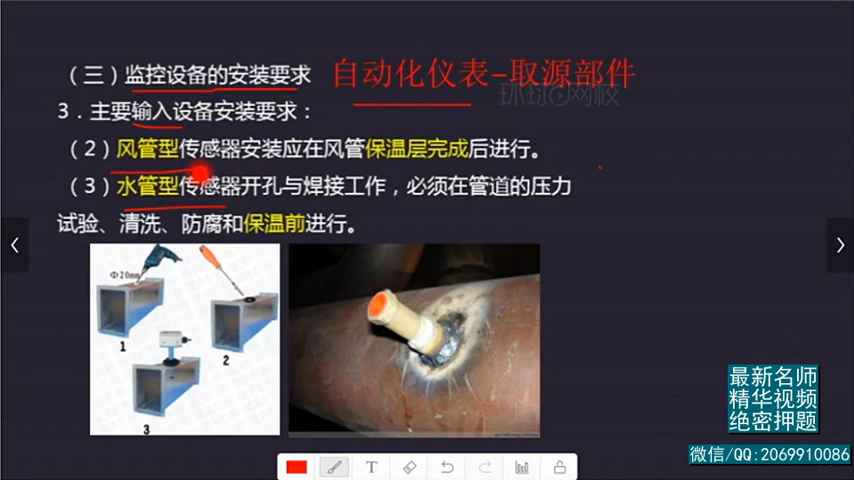 （三）监控设备的安装要求 自动化仪表-取源部件
环球网校
3．主要输入设备安装要求：
（2）风管型传感器安装应在风管保温层完成后进行。
（3）水管型传感器开孔与焊接工作，必须在管道的压力
试验、清洗、防腐和保温前进行。
Φ20mm
1
2
3
最新名师
精华视频
绝密押题
微信/QQ:2069910086
T